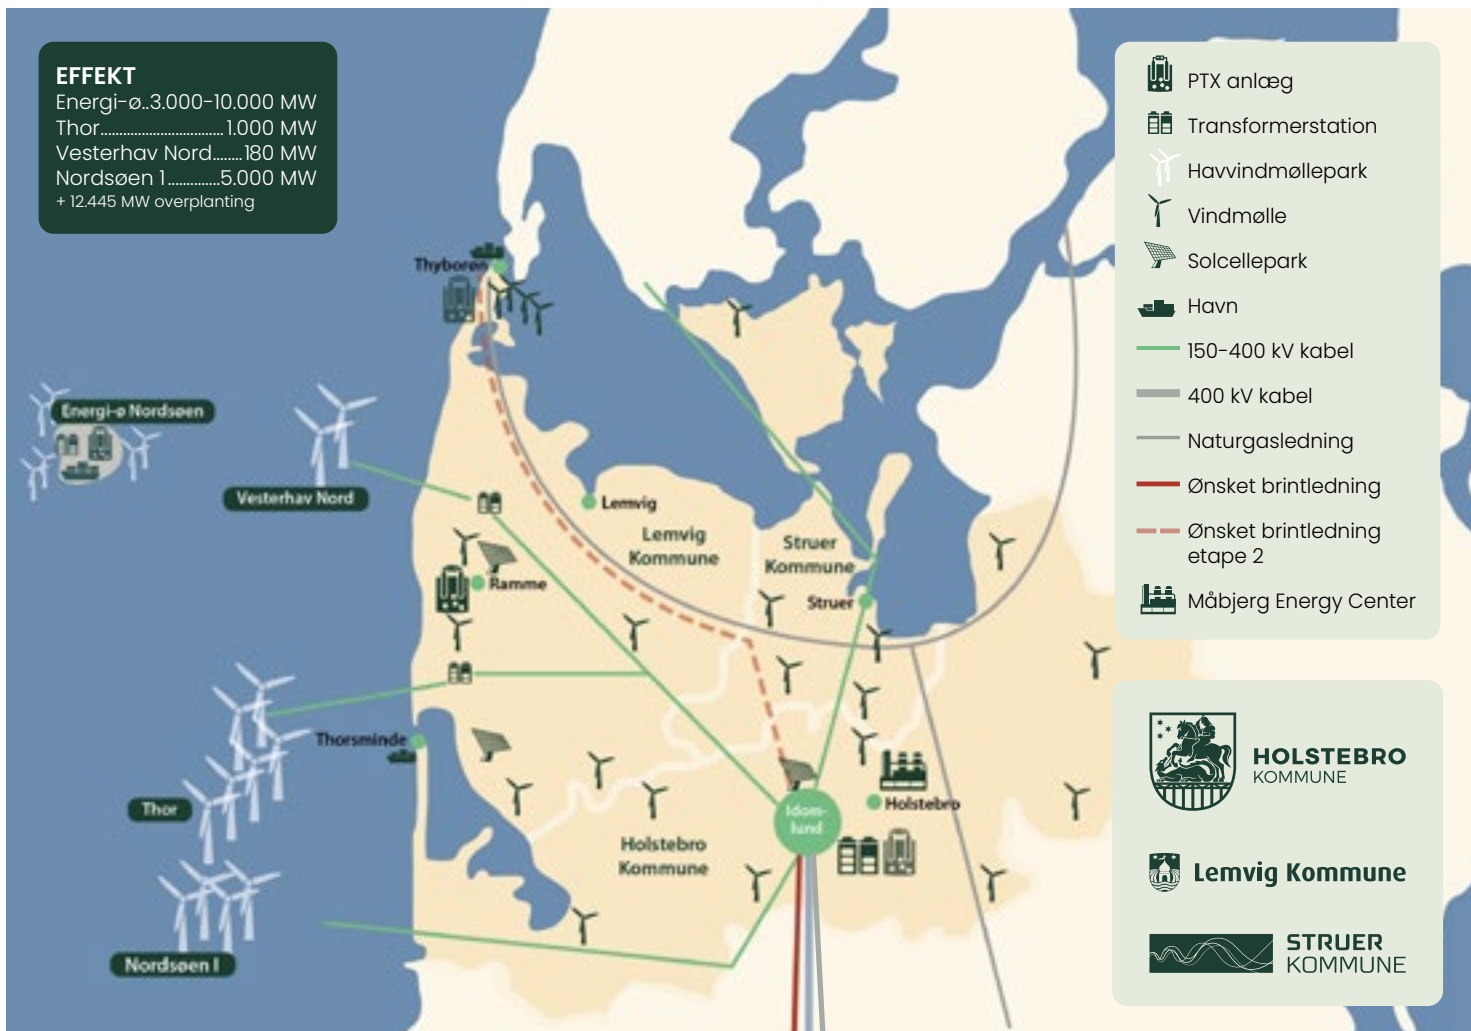 EFFEKT
Energi-ø..3.000-10.000 MW
Thor.................................1.000 MW
Vesterhav Nord........180 MW
Nordsøen 1..............5.000 MW
+ 12.445 MW overplanting
PTX anlæg
Transformerstation
Havvindmøllepark
Vindmølle
Solcellepark
Havn
150-400 kV kabel
400 kV kabel
Naturgasledning
Ønsket brintledning
Ønsket brintledning
etape 2
Måbjerg Energy Center
Thyborøn
Energi-ø Nordsøen
Vesterhav Nord
Lemvig
Lemvig
Kommune
Struer
Kommune
Ramme
Struer
Thorsminde
Thor
Holstebro
Idom-
lund
Holstebro
Kommune
Nordsøen I
HOLSTEBRO
KOMMUNE
Lemvig Kommune
STRUER
KOMMUNE